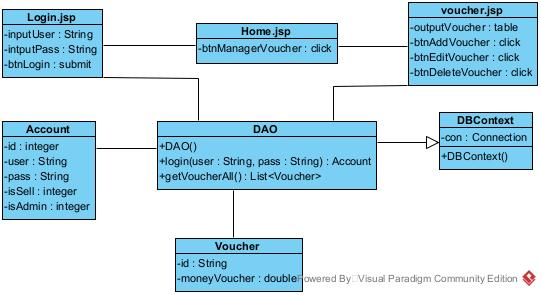 Login.jsp
-inputUser : String
-intputPass : String
-btnLogin : submit
Home.jsp
-btnManagerVoucher : click
voucher.jsp
-outputVoucher : table
-btnAddVoucher : click
-btnEditVoucher : click
-btnDeleteVoucher : click
Account
-id : integer
-user : String
-pass : String
-isSell : integer
-isAdmin : integer
DAO
+DAO()
+login(user : String, pass : String) : Account
+getVoucherAll() : List<Voucher>
DBContext
-con : Connection
+DBContext()
Voucher
-id : String
-moneyVoucher : double
Powered By Visual Paradigm Community Edition